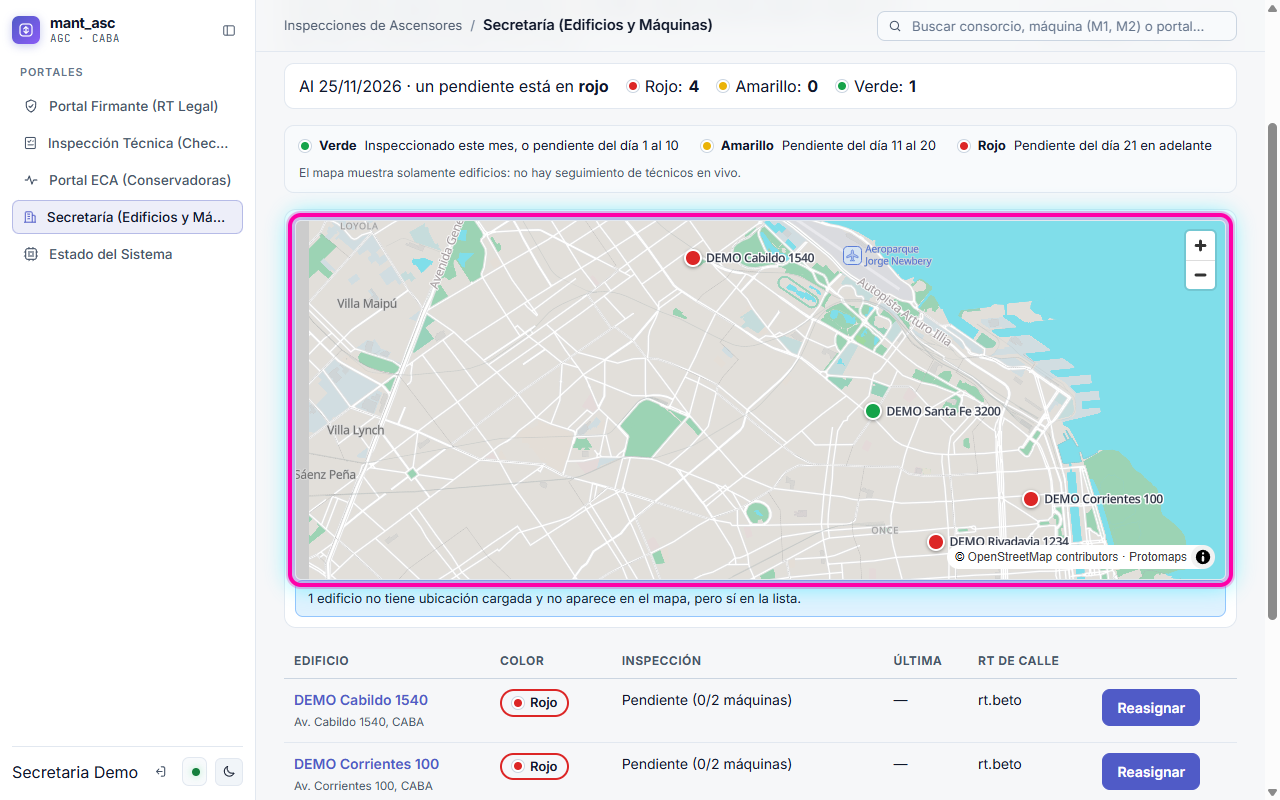 mant_asc
AGC · CABA
PORTALES
Portal Firmante (RT Legal)
Inspección Técnica (Chec...
Portal ECA (Conservadoras)
Secretaría (Edificios y Má...
Estado del Sistema
Secretaria Demo
Inspecciones de Ascensores / Secretaría (Edificios y Máquinas)
Buscar consorcio, máquina (M1, M2) o portal...
Al 25/11/2026 · un pendiente está en rojo Rojo: 4 Amarillo: 0 Verde: 1
Verde Inspeccionado este mes, o pendiente del día 1 al 10 Amarillo Pendiente del día 11 al 20 Rojo Pendiente del día 21 en adelante
El mapa muestra solamente edificios: no hay seguimiento de técnicos en vivo.
LOYOLA
Avenida Gene
DEMO Cabildo 1540
Aeroparque
Jorge Newbery
Autopista Arturo Illia
Villa Maipú
DEMO Santa Fe 3200
Villa Lynch
Sáenz Peña
DEMO Corrientes 100
ONCE
DEMO Rivadavia 1234
© OpenStreetMap contributors · Protomaps
1 edificio no tiene ubicación cargada y no aparece en el mapa, pero sí en la lista.
EDIFICIO COLOR INSPECCIÓN ÚLTIMA RT DE CALLE
DEMO Cabildo 1540 Rojo Pendiente (0/2 máquinas) — rt.beto Reasignar
Av. Cabildo 1540, CABA
DEMO Corrientes 100 Rojo Pendiente (0/2 máquinas) — rt.beto Reasignar
Av. Corrientes 100, CABA